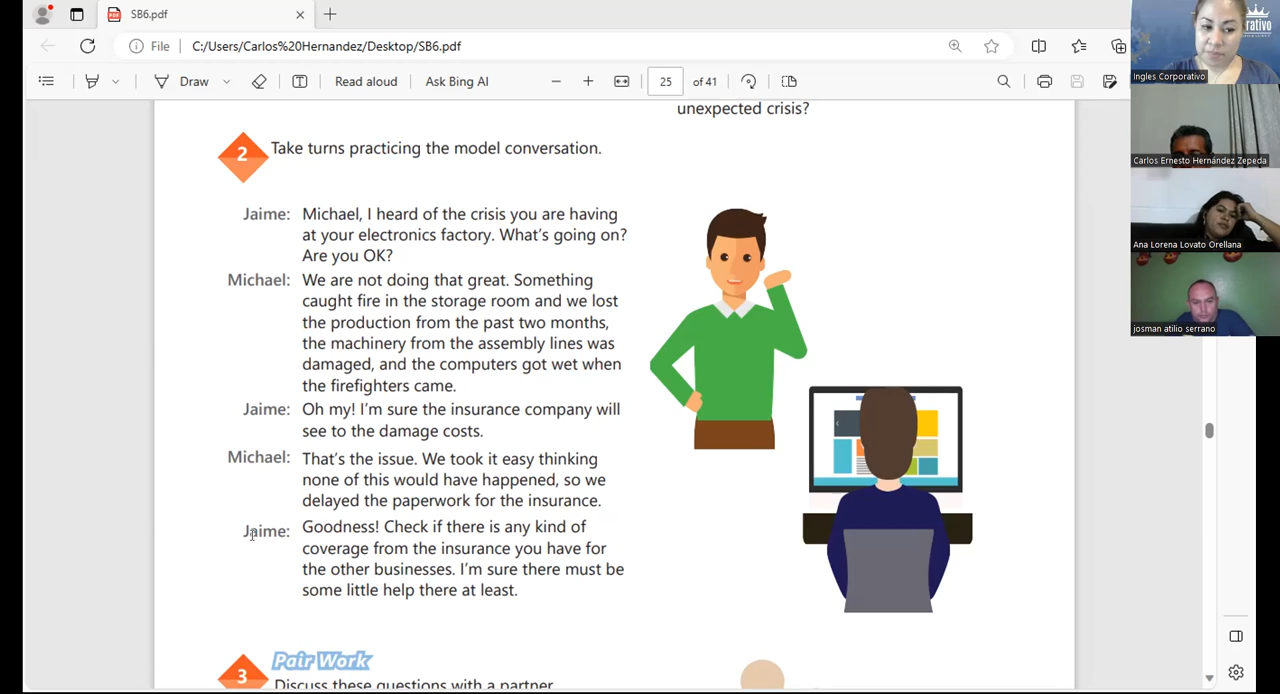 SB6.pdf
File
C:/Users/Carlos%20Hernandez/Desktop/SB6.pdf
Draw
Read aloud
Ask Bing AI
25
of 41
unexpected crisis?
2
Take turns practicing the model conversation.
Jaime: Michael, I heard of the crisis you are having
at your electronics factory. What's going on?
Are you OK?
Michael: We are not doing that great. Something
caught fire in the storage room and we lost
the production from the past two months,
the machinery from the assembly lines was
damaged, and the computers got wet when
the firefighters came.
Jaime: Oh my! I'm sure the insurance company will
see to the damage costs.
Michael: That's the issue. We took it easy thinking
none of this would have happened, so we
delayed the paperwork for the insurance.
Jaime: Goodness! Check if there is any kind of
coverage from the insurance you have for
the other businesses. I'm sure there must be
some little help there at least.
3
Pair Work
Discuss these questions with a partner
rativo
Ingles Corporativo
Carlos Ernesto Hernández Zepeda
Ana Lorena Lovato Orellana
josman atilio serrano